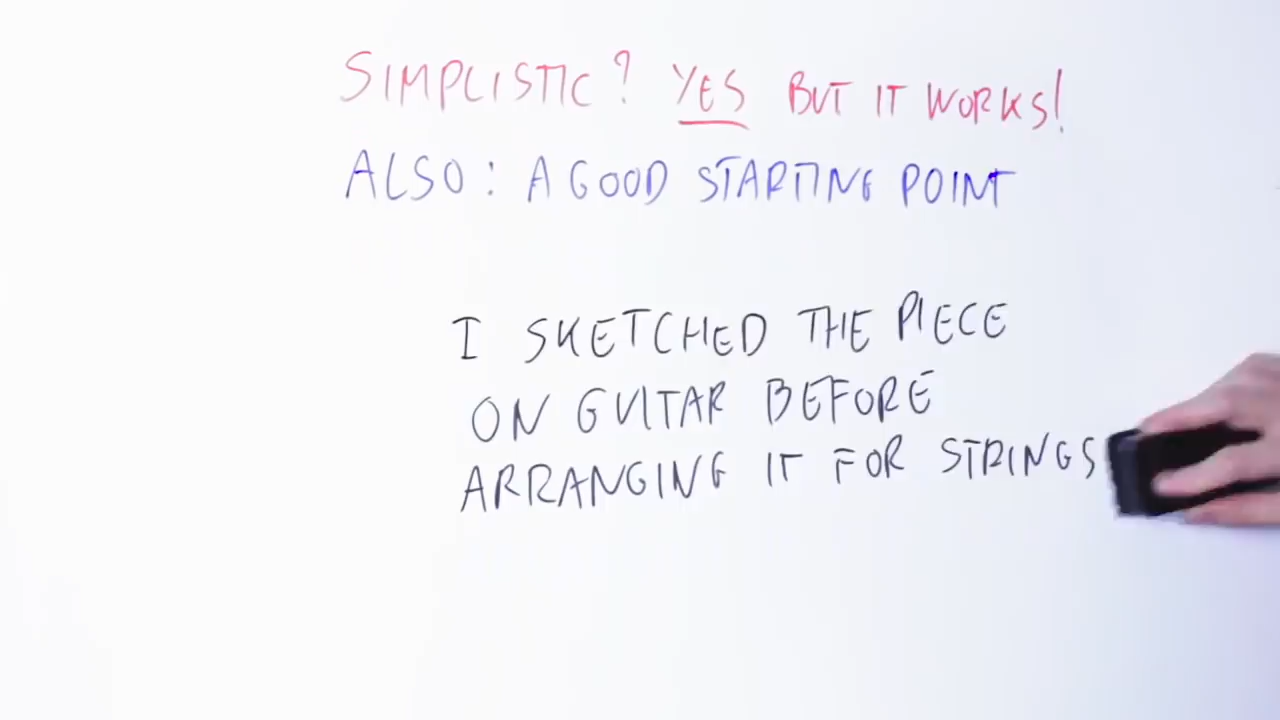 SIMPLISTIC? YES BUT IT WORKS!
ALSO: A GOOD STARTING POINT
I SKETCHED THE PIECE
ON GUITAR BEFORE
ARRANGING IT FOR STRINGS